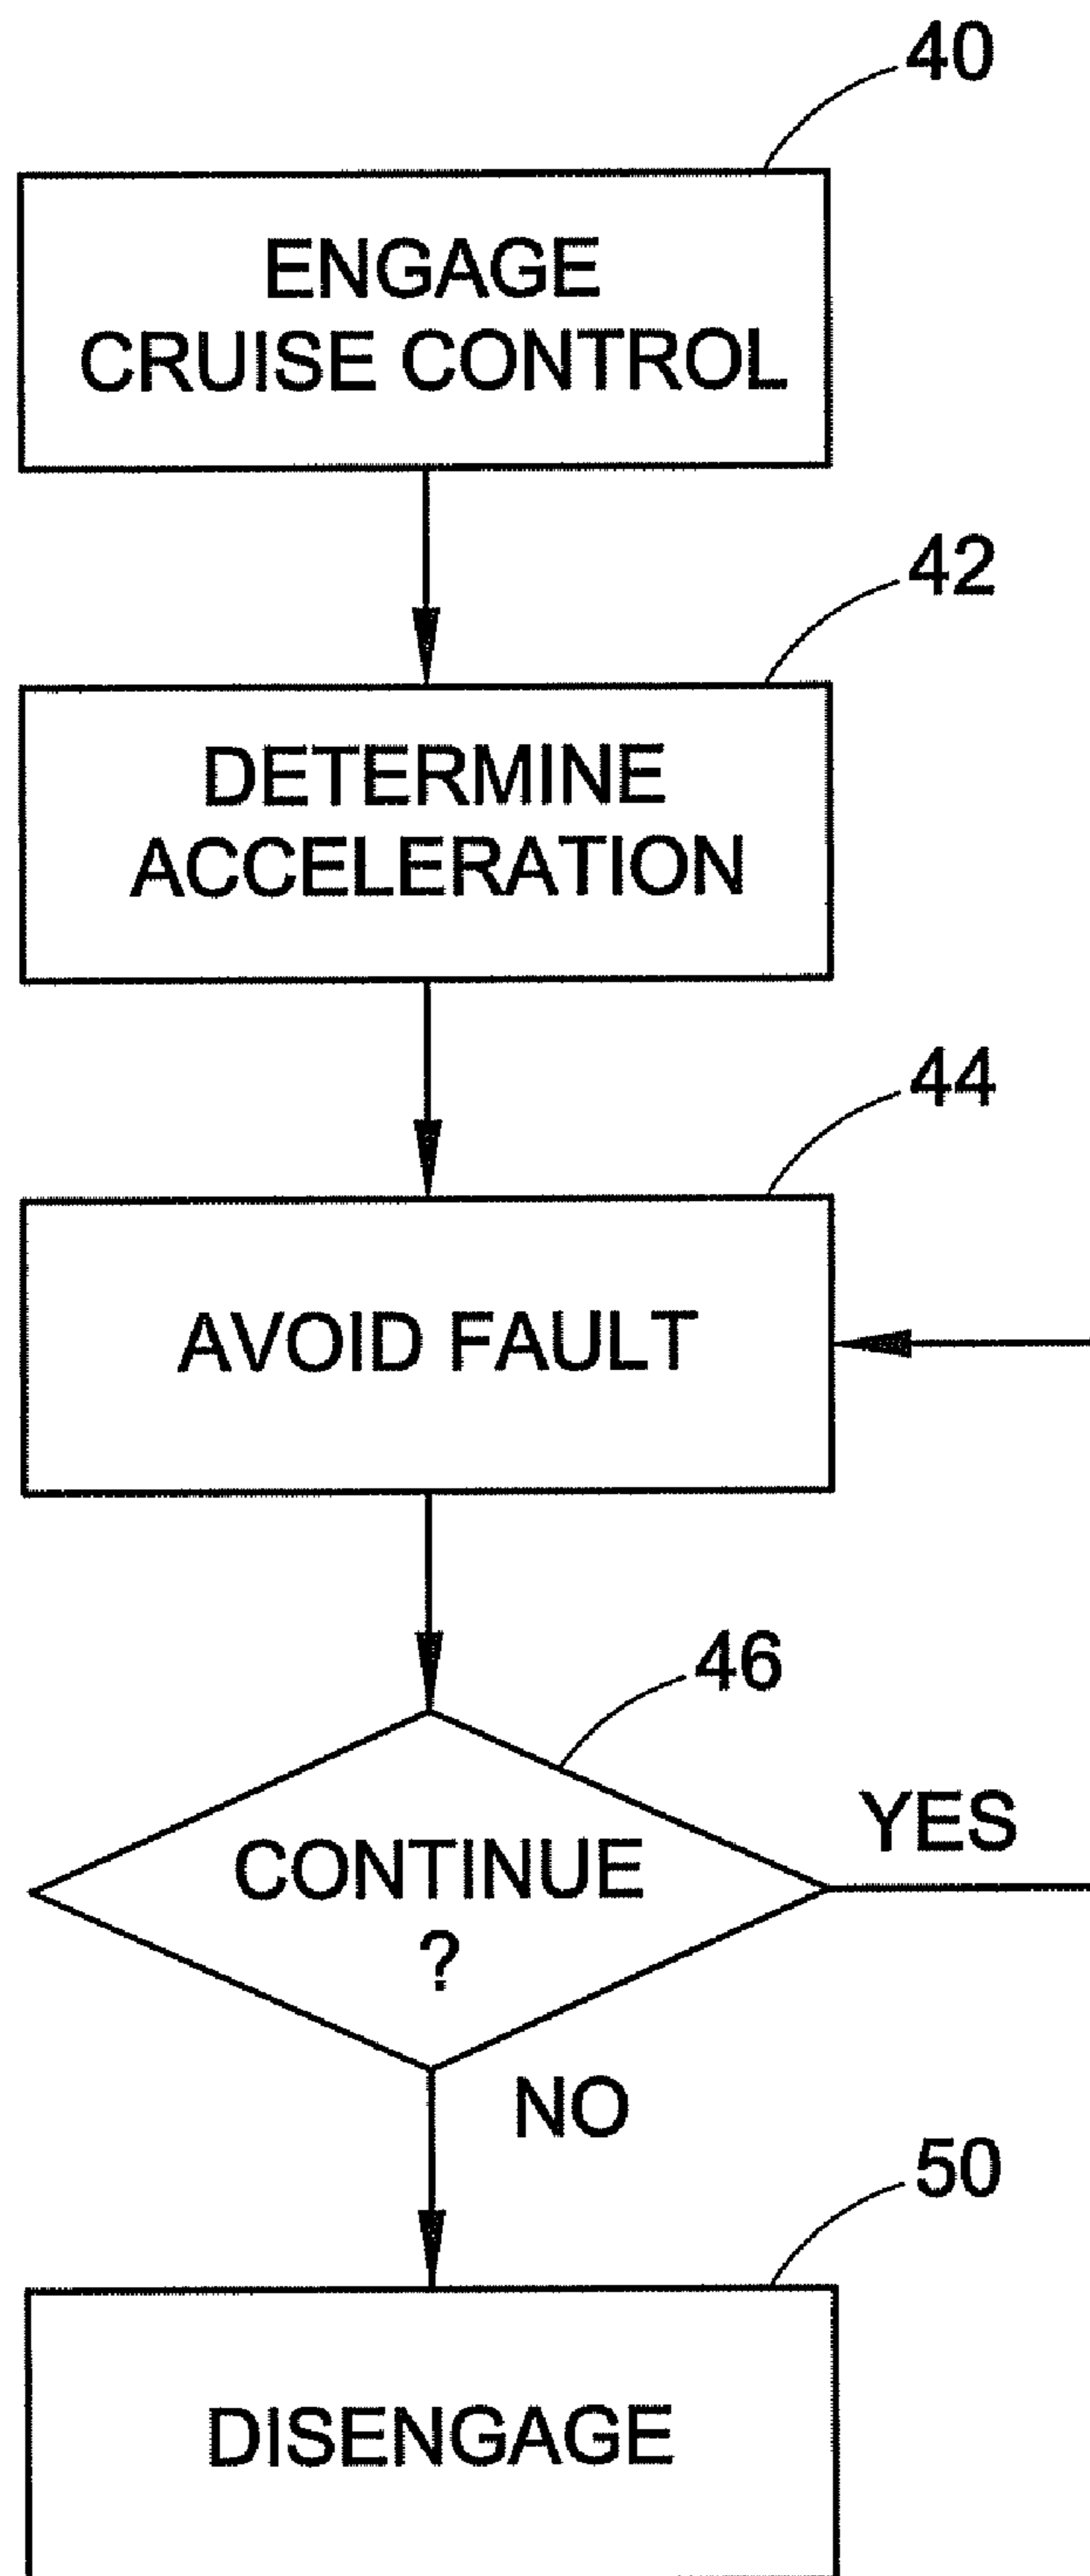 40
ENGAGE
CRUISE CONTROL
42
DETERMINE
ACCELERATION
44
AVOID FAULT
46
CONTINUE
?
YES
NO
50
DISENGAGE